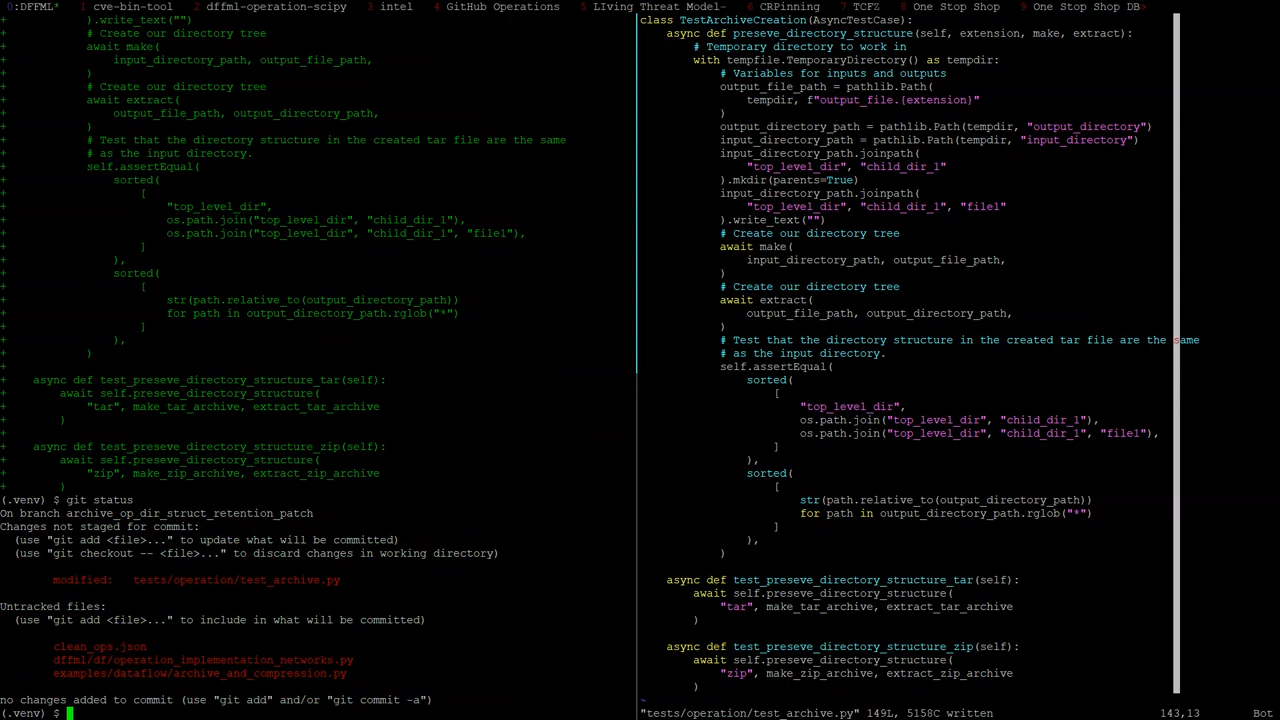 0:DFFML* 1 cve-bin-tool 2 dffml-operation-scipy 3 intel 4 GitHub Operations 5 LIving Threat Model- 6 CRPinning 7 TCFZ 8 One Stop Shop 9 One Stop Shop DB>
+ ).write_text("")
+ # Create our directory tree
+ await make(
+ input_directory_path, output_file_path,
+ )
+ # Create our directory tree
+ await extract(
+ output_file_path, output_directory_path,
+ )
+ # Test that the directory structure in the created tar file are the same
+ # as the input directory.
+ self.assertEqual(
+ sorted(
+ [
+ "top_level_dir",
+ os.path.join("top_level_dir", "child_dir_1"),
+ os.path.join("top_level_dir", "child_dir_1", "file1"),
+ ]
+ ),
+ sorted(
+ [
+ str(path.relative_to(output_directory_path))
+ for path in output_directory_path.rglob("*")
+ ]
+ ),
+ )
+
+ async def test_preseve_directory_structure_tar(self):
+ await self.preseve_directory_structure(
+ "tar", make_tar_archive, extract_tar_archive
+ )
+
+ async def test_preseve_directory_structure_zip(self):
+ await self.preseve_directory_structure(
+ "zip", make_zip_archive, extract_zip_archive
+ )
(.venv) $ git status
On branch archive_op_dir_struct_retention_patch
Changes not staged for commit:
(use "git add <file>..." to update what will be committed)
(use "git checkout -- <file>..." to discard changes in working directory)
modified: tests/operation/test_archive.py
Untracked files:
(use "git add <file>..." to include in what will be committed)
clean_ops.json
dffml/df/operation_implementation_networks.py
examples/dataflow/archive_and_compression.py
no changes added to commit (use "git add" and/or "git commit -a")
(.venv) $
class TestArchiveCreation(AsyncTestCase):
async def preseve_directory_structure(self, extension, make, extract):
# Temporary directory to work in
with tempfile.TemporaryDirectory() as tempdir:
# Variables for inputs and outputs
output_file_path = pathlib.Path(
tempdir, f"output_file.{extension}"
)
output_directory_path = pathlib.Path(tempdir, "output_directory")
input_directory_path = pathlib.Path(tempdir, "input_directory")
input_directory_path.joinpath(
"top_level_dir", "child_dir_1"
).mkdir(parents=True)
input_directory_path.joinpath(
"top_level_dir", "child_dir_1", "file1"
).write_text("")
# Create our directory tree
await make(
input_directory_path, output_file_path,
)
# Create our directory tree
await extract(
output_file_path, output_directory_path,
)
# Test that the directory structure in the created tar file are the same
# as the input directory.
self.assertEqual(
sorted(
[
"top_level_dir",
os.path.join("top_level_dir", "child_dir_1"),
os.path.join("top_level_dir", "child_dir_1", "file1"),
]
),
sorted(
[
str(path.relative_to(output_directory_path))
for path in output_directory_path.rglob("*")
]
),
)
async def test_preseve_directory_structure_tar(self):
await self.preseve_directory_structure(
"tar", make_tar_archive, extract_tar_archive
)
async def test_preseve_directory_structure_zip(self):
await self.preseve_directory_structure(
"zip", make_zip_archive, extract_zip_archive
)
~
"tests/operation/test_archive.py" 149L, 5158C written 143,13 Bot